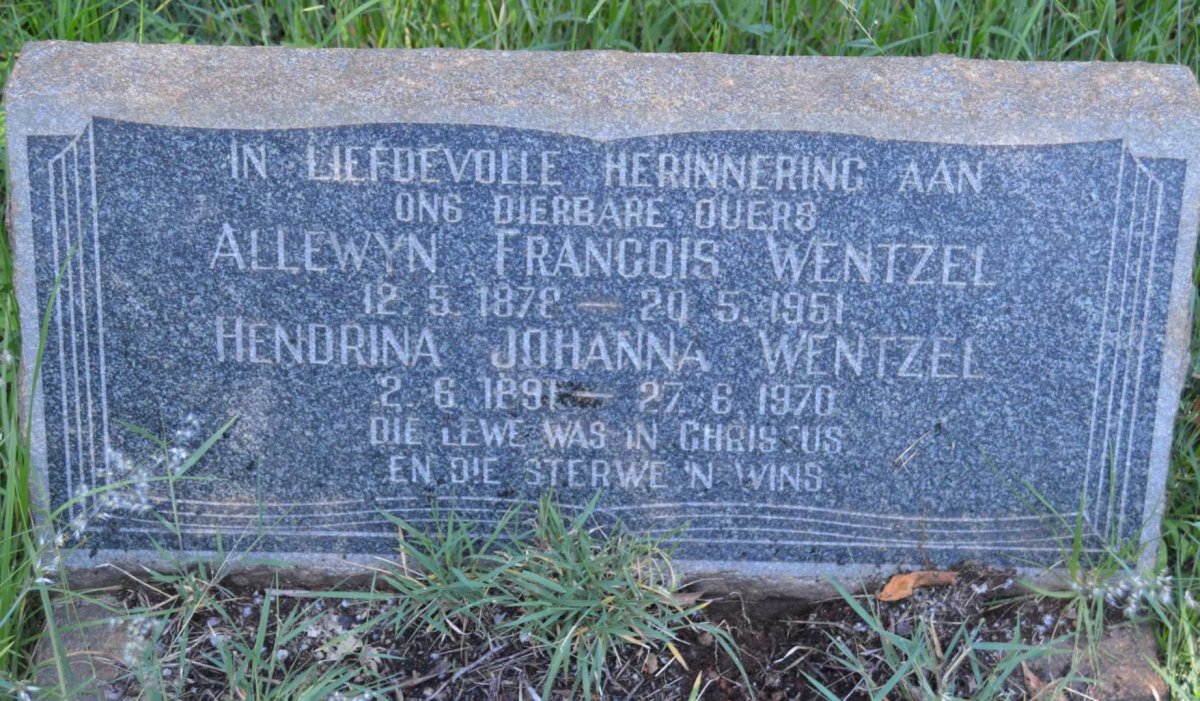 IN LIEFDEVOLLE HERINNERING AAN
ONS DIERBARE OUERS
ALLEWYN FRANCOIS WENTZEL
12. 5. 1878 — 20. 5. 1951
HENDRINA JOHANNA WENTZEL
2. 6. 1891 — 27. 6. 1970
DIE LEWE WAS IN CHRISTUS
EN DIE STERWE 'N WINS